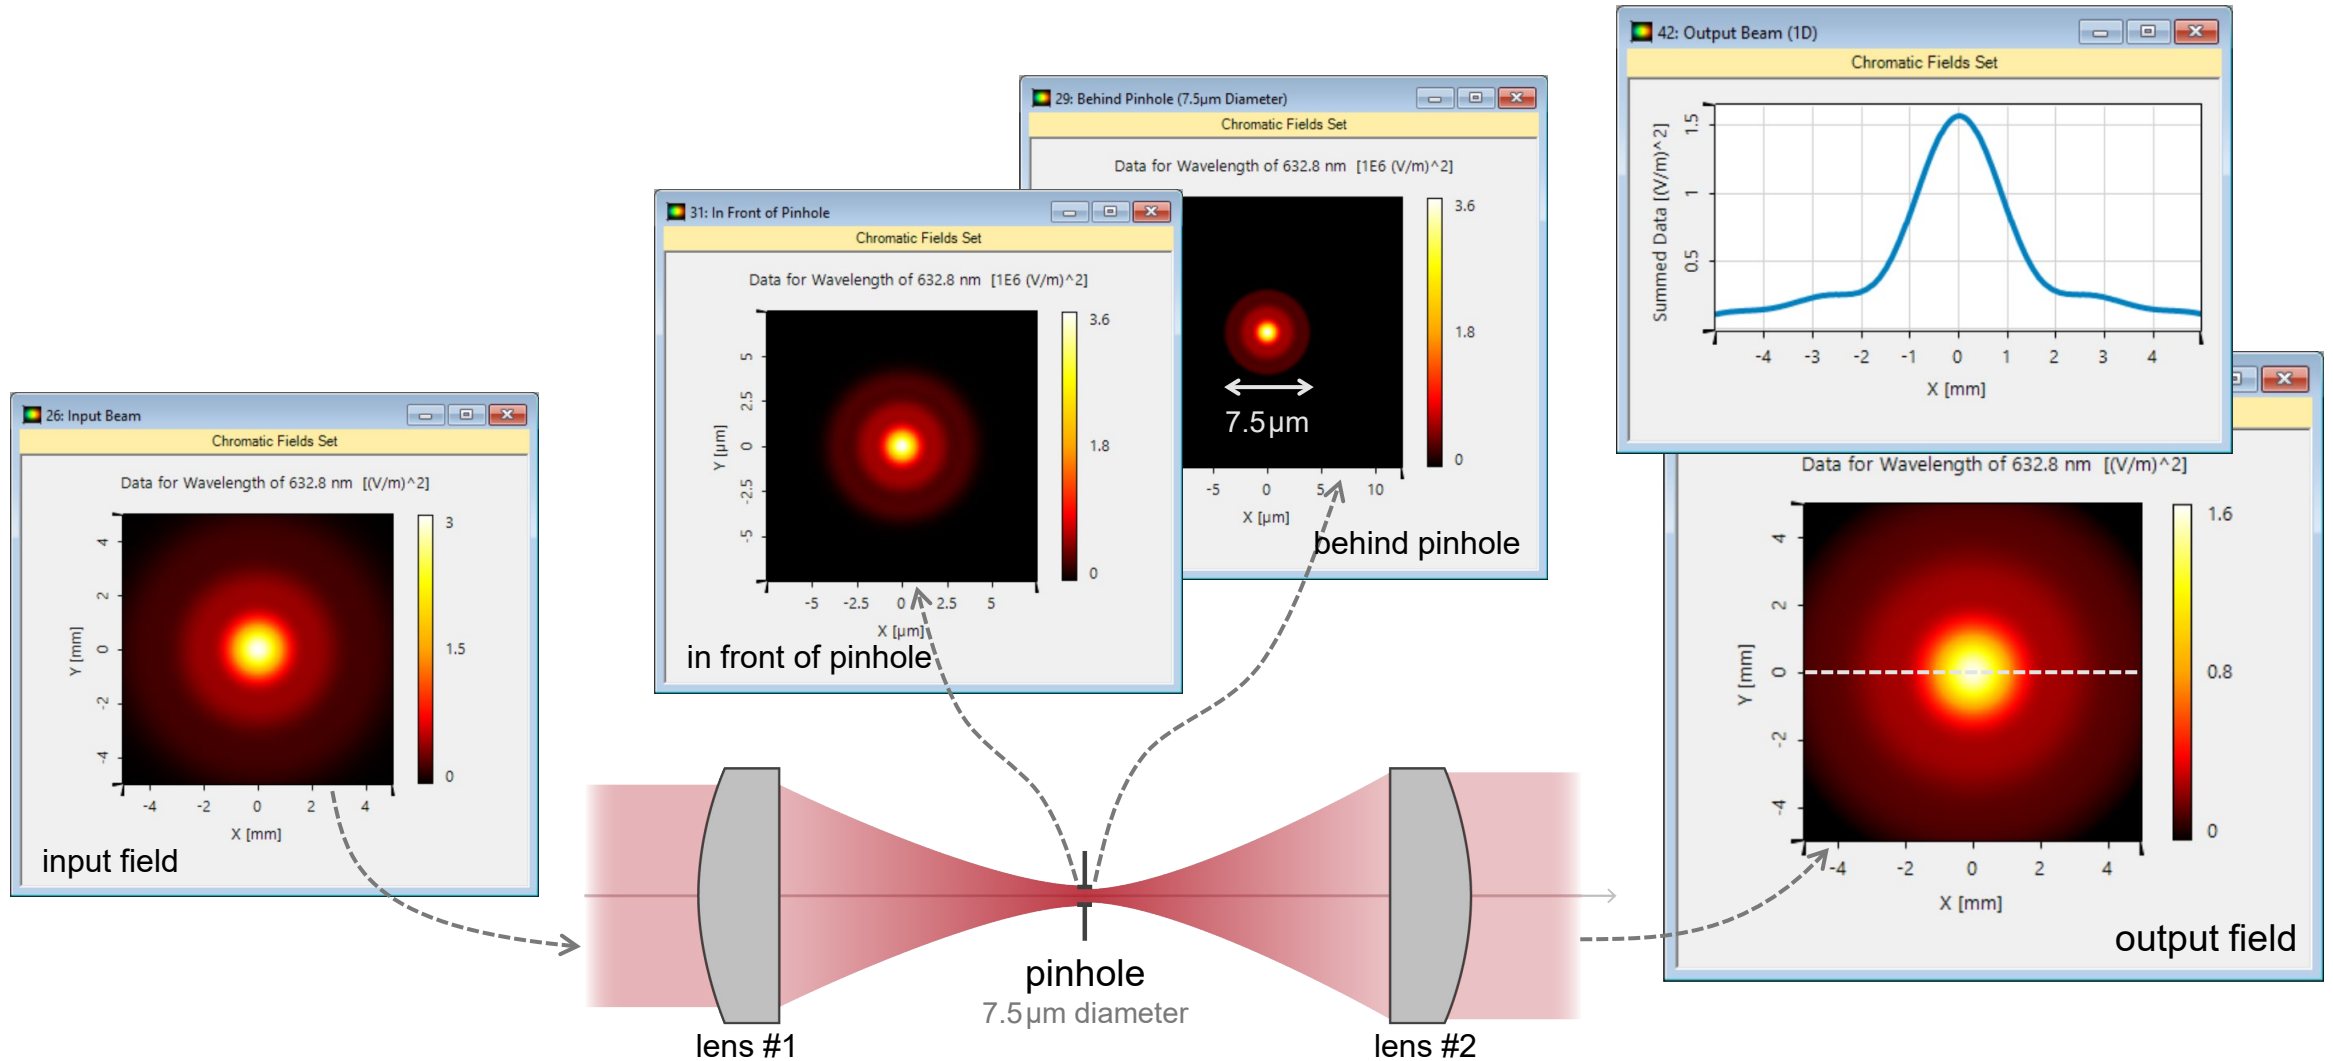 26: Input Beam
Chromatic Fields Set
Data for Wavelength of 632.8 nm [(V/m)^2]
4
2
0
-2
-4
Y [mm]
-4 -2 0 2 4
X [mm]
3
1.5
0
input field
31: In Front of Pinhole
Chromatic Fields Set
Data for Wavelength of 632.8 nm [1E6 (V/m)^2]
5
2.5
0
-2.5
-5
Y [µm]
-5 -2.5 0 2.5 5
X [µm]
3.6
1.8
0
in front of pinhole
29: Behind Pinhole (7.5µm Diameter)
Chromatic Fields Set
Data for Wavelength of 632.8 nm [1E6 (V/m)^2]
7.5µm
-5 0 5 10
X [µm]
3.6
1.8
0
behind pinhole
42: Output Beam (1D)
Chromatic Fields Set
Summed Data [(V/m)^2]
1.5
1
0.5
-4 -3 -2 -1 0 1 2 3 4
X [mm]
Data for Wavelength of 632.8 nm [(V/m)^2]
4
2
0
-2
-4
Y [mm]
-4 -2 0 2 4
X [mm]
1.6
0.8
0
output field
pinhole
7.5µm diameter
lens #1
lens #2